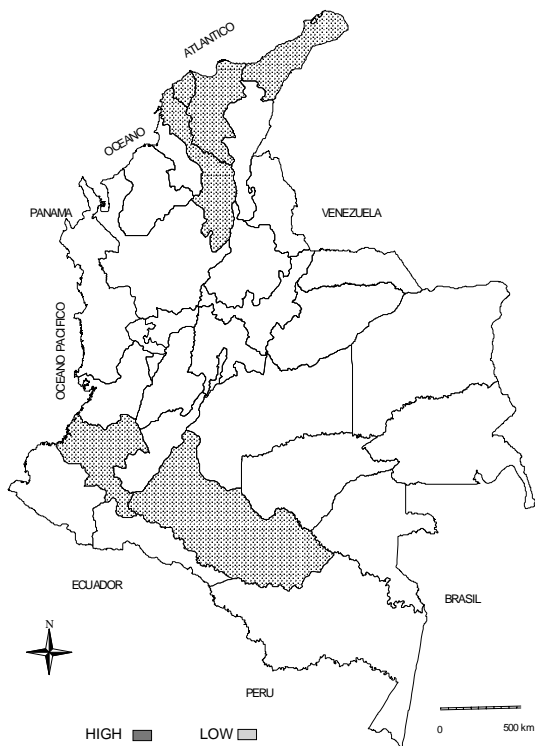 ATLANTICO
OCEANO
PANAMA
VENEZUELA
OCEANO PACIFICO
ECUADOR
BRASIL
N
PERU
HIGH LOW
0 500 km